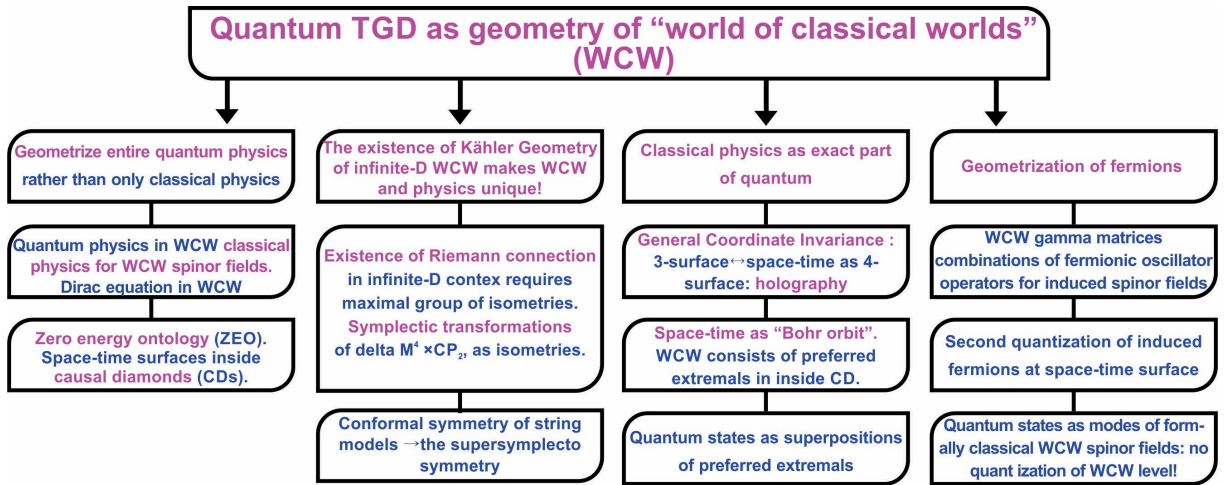 Quantum TGD as geometry of “world of classical worlds”
(WCW)
Geometrize entire quantum physics
rather than only classical physics
Quantum physics in WCW classical
physics for WCW spinor fields.
Dirac equation in WCW
Zero energy ontology (ZEO).
Space-time surfaces inside
causal diamonds (CDs).
The existence of Kähler Geometry
of infinite-D WCW makes WCW
and physics unique!
Existence of Riemann connection
in infinite-D contex requires
maximal group of isometries.
Symplectic transformations
of delta M⁴ ×CP₂, as isometries.
Conformal symmetry of string
models →the supersymplecto
symmetry
Classical physics as exact part
of quantum
General Coordinate Invariance :
3-surface↔space-time as 4-
surface: holography
Space-time as “Bohr orbit”.
WCW consists of preferred
extremals in inside CD.
Quantum states as superpositions
of preferred extremals
Geometrization of fermions
WCW gamma matrices
combinations of fermionic oscillator
operators for induced spinor fields
Second quantization of induced
fermions at space-time surface
Quantum states as modes of form-
ally classical WCW spinor fields: no
quant ization of WCW level!